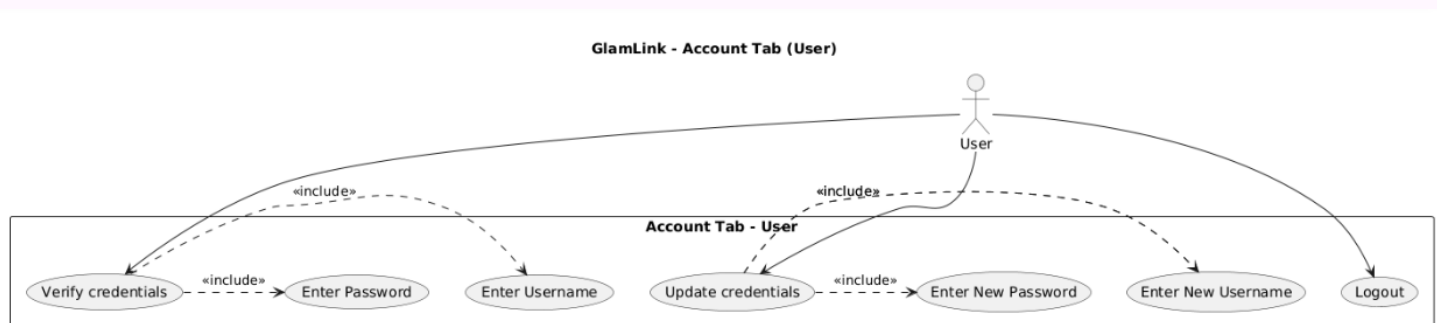 GlamLink - Account Tab (User)
User
«include»
«include»
Account Tab - User
«include»
«include»
Verify credentials
Enter Password
Enter Username
Update credentials
Enter New Password
Enter New Username
Logout